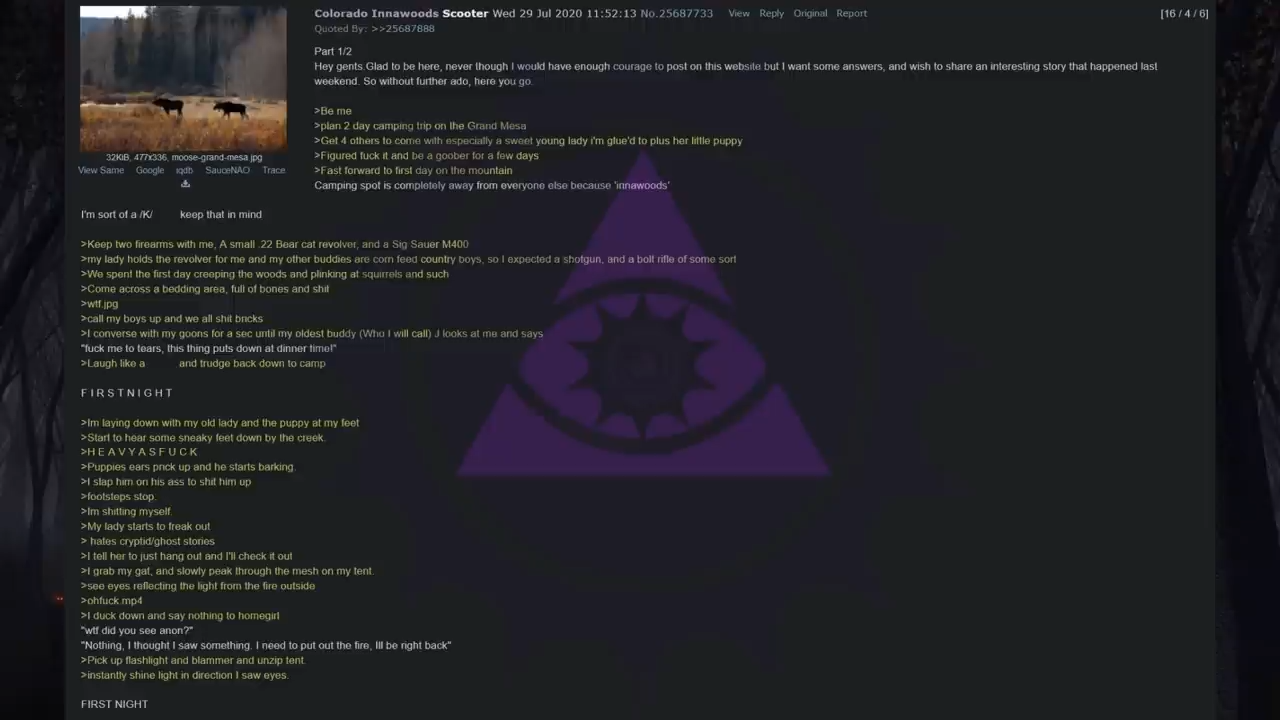 Colorado Innawoods Scooter Wed 29 Jul 2020 11:52:13 No.25687733 View Reply Original Report [16 / 4 / 6]
Quoted By: >>25687888
Part 1/2
Hey gents.Glad to be here, never though I would have enough courage to post on this website but I want some answers, and wish to share an interesting story that happened last
weekend. So without further ado, here you go.
>Be me
>plan 2 day camping trip on the Grand Mesa
>Get 4 others to come with especially a sweet young lady i'm glue'd to plus her little puppy
>Figured fuck it and be a goober for a few days
>Fast forward to first day on the mountain
Camping spot is completely away from everyone else because 'innawoods'
32KiB, 477x336, moose-grand-mesa.jpg
View Same Google iqdb SauceNAO Trace
I'm sort of a /K/ keep that in mind
>Keep two firearms with me, A small .22 Bear cat revolver, and a Sig Sauer M400
>my lady holds the revolver for me and my other buddies are corn feed country boys, so I expected a shotgun, and a bolt rifle of some sort
>We spent the first day creeping the woods and plinking at squirrels and such
>Come across a bedding area, full of bones and shit
>wtf.jpg
>call my boys up and we all shit bricks
>I converse with my goons for a sec until my oldest buddy (Who I will call) J looks at me and says
"fuck me to tears, this thing puts down at dinner time!"
>Laugh like a and trudge back down to camp
F I R S T N I G H T
>Im laying down with my old lady and the puppy at my feet
>Start to hear some sneaky feet down by the creek.
>H E A V Y A S F U C K
>Puppies ears prick up and he starts barking.
>I slap him on his ass to shit him up
>footsteps stop.
>Im shitting myself.
>My lady starts to freak out
> hates cryptid/ghost stories
>I tell her to just hang out and I'll check it out
>I grab my gat, and slowly peak through the mesh on my tent.
>see eyes reflecting the light from the fire outside
>ohfuck.mp4
>I duck down and say nothing to homegirl
"wtf did you see anon?"
"Nothing, I thought I saw something. I need to put out the fire, Ill be right back"
>Pick up flashlight and blammer and unzip tent.
>instantly shine light in direction I saw eyes.
FIRST NIGHT